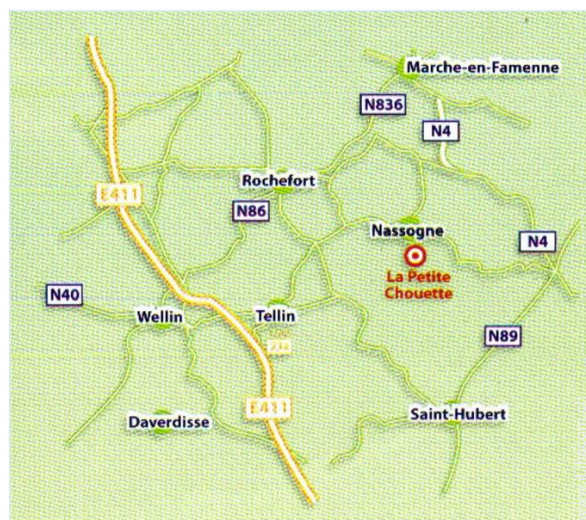 Marche-en-Famenne
N836
N4
Rochefort
E411
N86
Nassogne
N4
La Petite
Chouette
N40
Wellin
Tellin
N89
E411
Saint-Hubert
Daverdisse